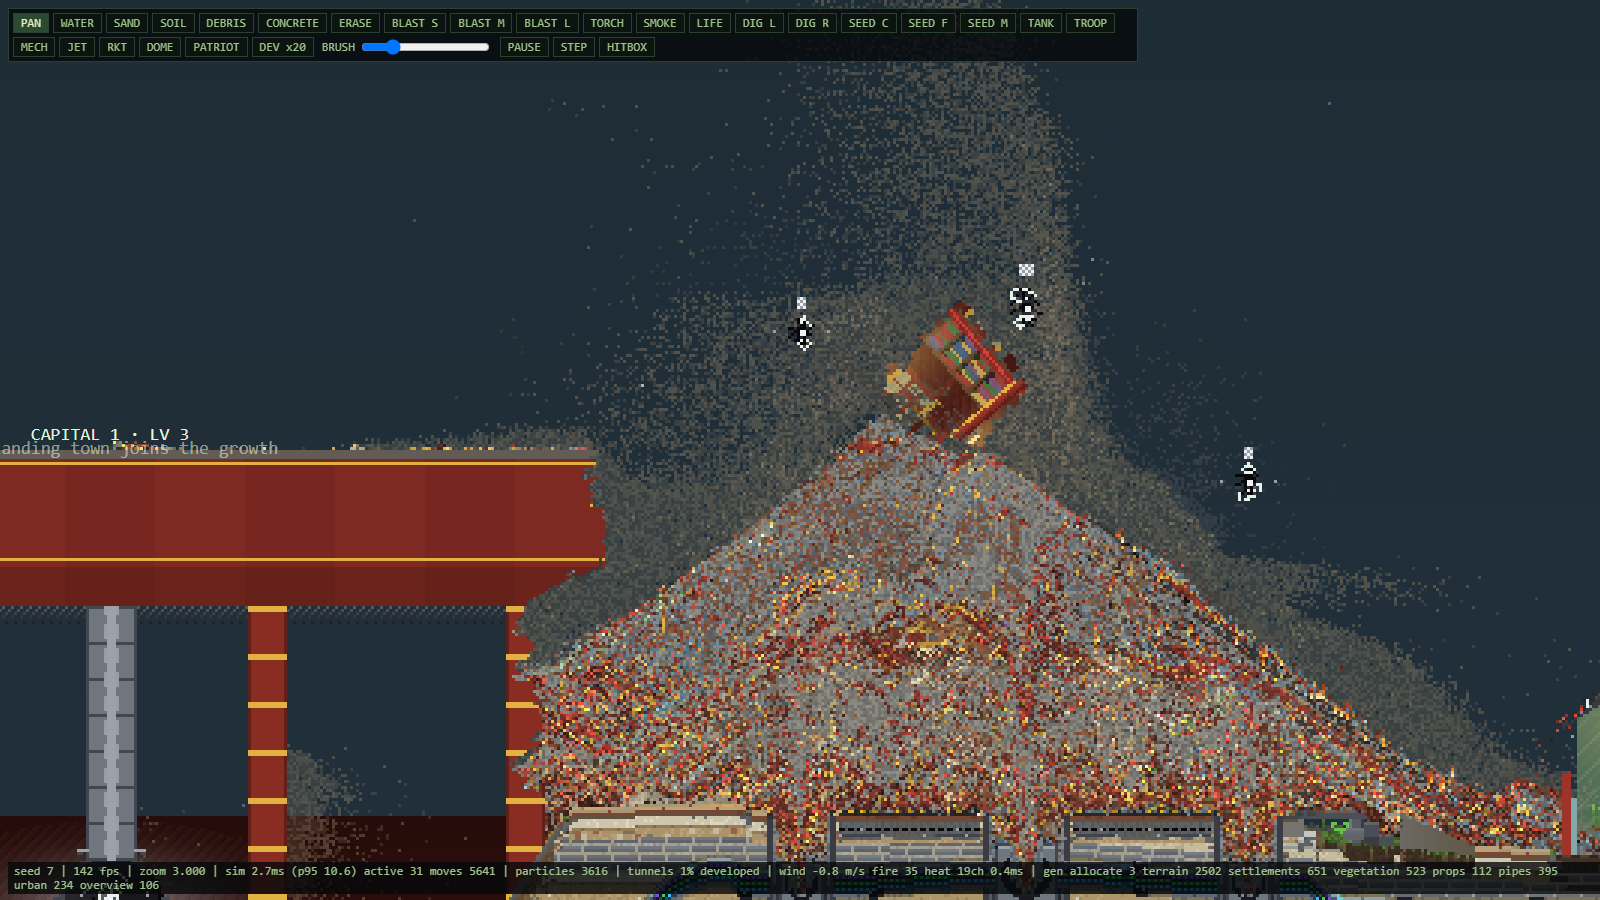 PAN WATER SAND SOIL DEBRIS CONCRETE ERASE BLAST S BLAST M BLAST L TORCH SMOKE LIFE DIG L DIG R SEED C SEED F SEED M TANK TROOP
MECH JET RKT DOME PATRIOT DEV x20 BRUSH PAUSE STEP HITBOX
CAPITAL 1 · LV 3
anding town joins the growth
seed 7 | 142 fps | zoom 3.000 | sim 2.7ms (p95 10.6) active 31 moves 5641 | particles 3616 | tunnels 1% developed | wind -0.8 m/s fire 35 heat 19ch 0.4ms | gen allocate 3 terrain 2502 settlements 651 vegetation 523 props 112 pipes 395
urban 234 overview 106